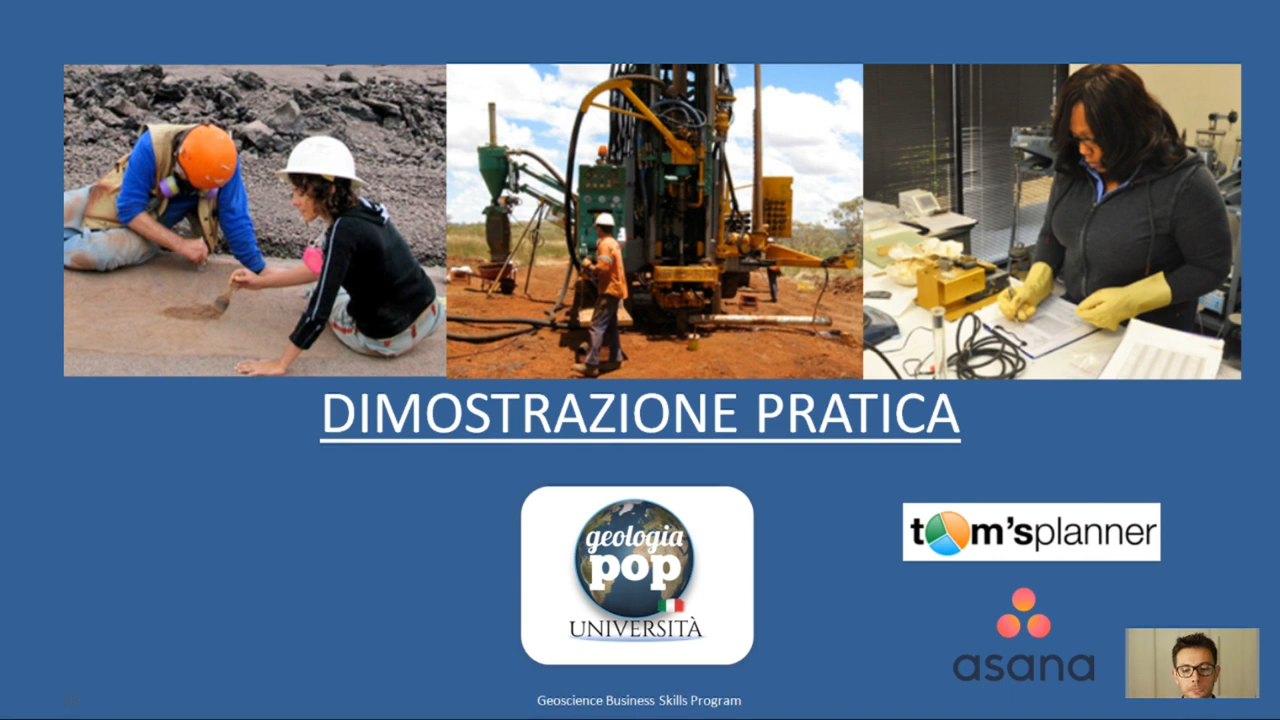 DIMOSTRAZIONE PRATICA
geologia
pop
UNIVERSITÀ
tom'splanner
asana
Geoscience Business Skills Program